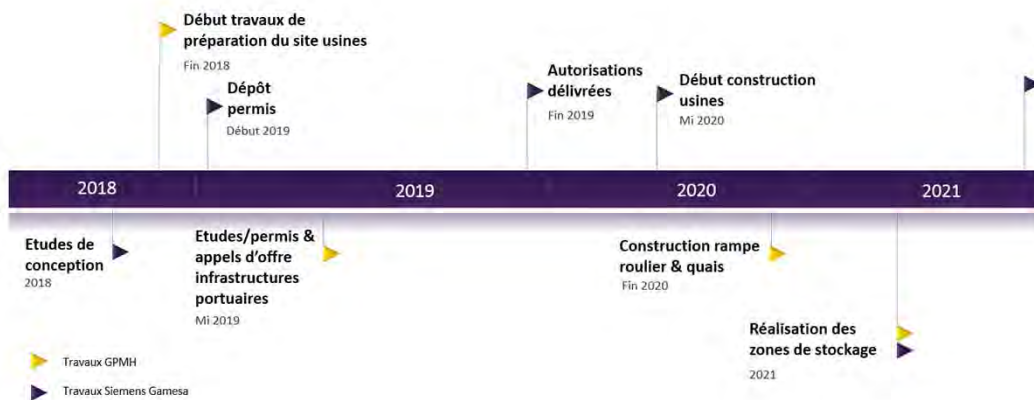 Début travaux de
préparation du site usines
Fin 2018
Dépôt
permis
Début 2019
Autorisations
délivrées
Fin 2019
Début construction
usines
Mi 2020
2018
2019
2020
2021
Etudes de
conception
2018
Etudes/permis &
appels d'offre
infrastructures
portuaires
Mi 2019
Construction rampe
roulier & quais
Fin 2020
Réalisation des
zones de stockage
2021
Travaux GPMH
Travaux Siemens Gamesa